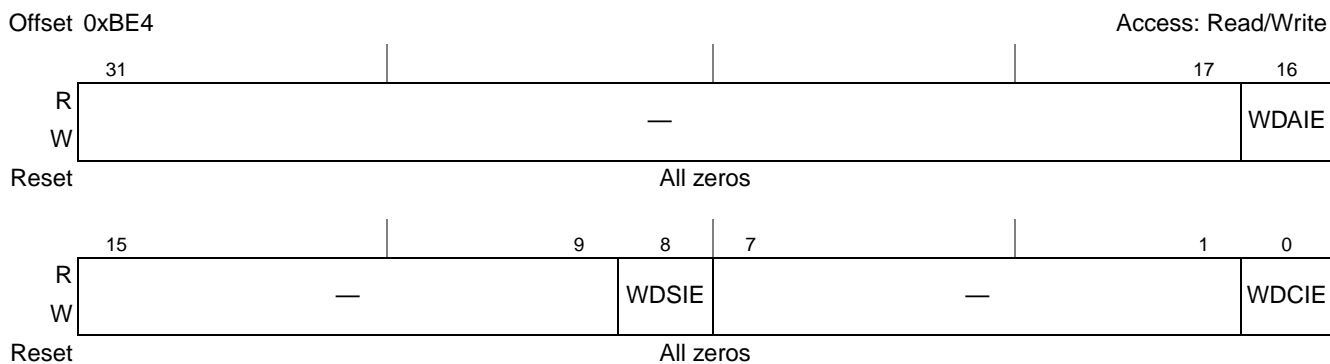 Offset 0xBE4 Access: Read/Write
31 17 16
R
— WDAIE
W
Reset All zeros
15 9 8 7 1 0
R
— WDSIE — WDCIE
W
Reset All zeros